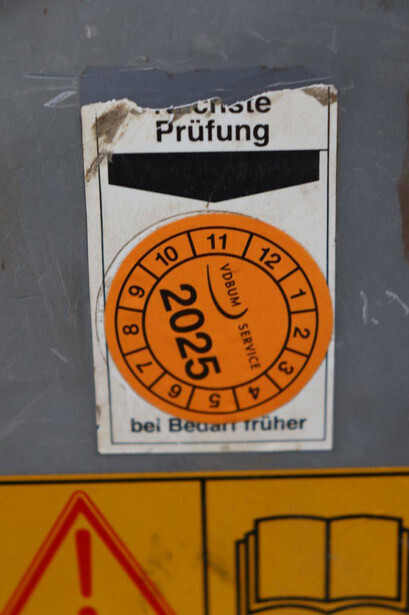 Nächste
Prüfung
10 11 12 1 2 3 4 5 6 7 8 9
VDBUM SERVICE
2025
bei Bedarf früher